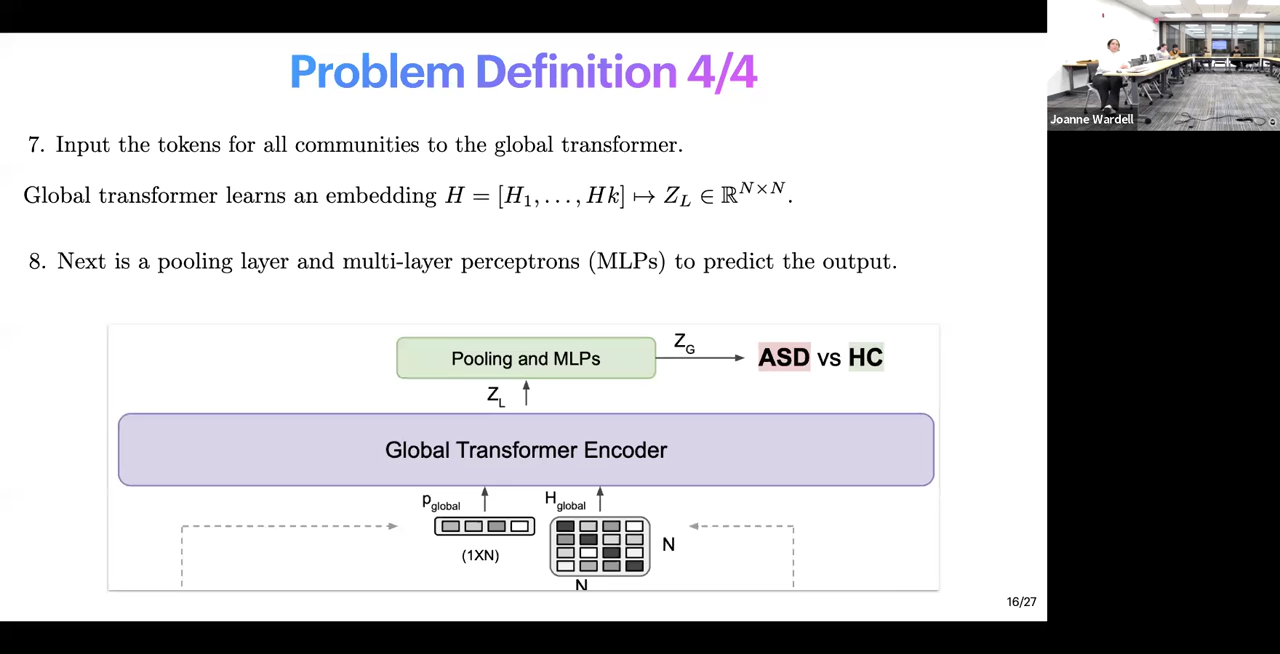 Problem Definition 4/4
7. Input the tokens for all communities to the global transformer.
Global transformer learns an embedding H = [H₁, . . . , Hk] ↦ Z_L ∈ ℝ^{N×N}.
8. Next is a pooling layer and multi-layer perceptrons (MLPs) to predict the output.
Pooling and MLPs
Z_G
ASD vs HC
Z_L
Global Transformer Encoder
p_global
H_global
(1XN)
N
N
16/27
Joanne Wardell